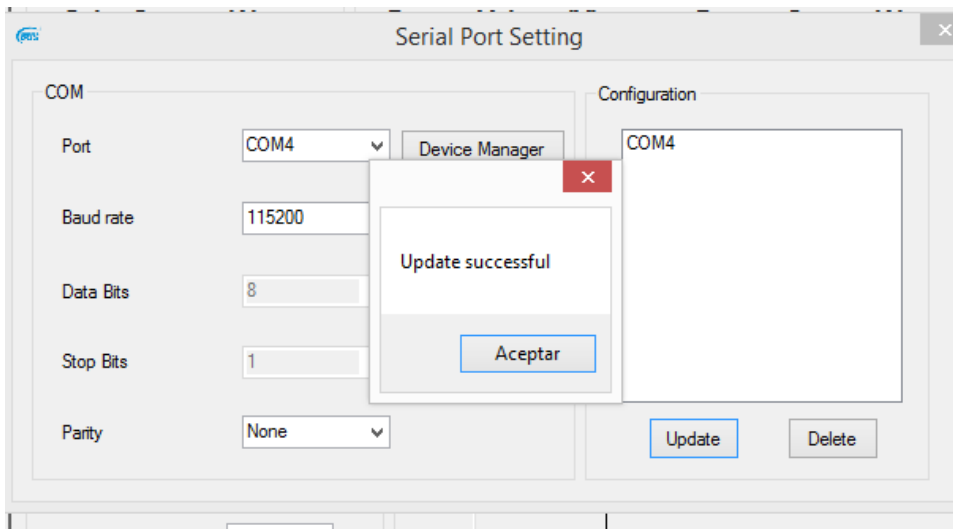 Serial Port Setting
COM
Port
COM4
Device Manager
Baud rate
115200
Data Bits
8
Stop Bits
1
Parity
None
Configuration
COM4
Update
Delete
Update successful
Aceptar